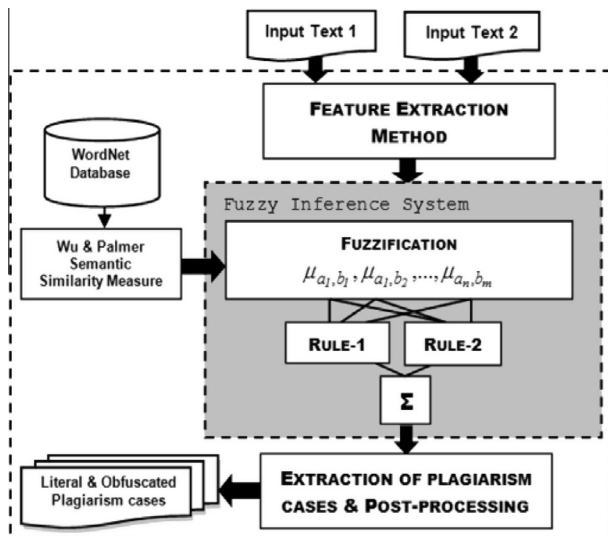 Input Text 1
Input Text 2
FEATURE EXTRACTION
METHOD
WordNet
Database
Fuzzy Inference System
Wu & Palmer
Semantic
Similarity Measure
FUZZIFICATION
μa1,b1, μa1,b2, ..., μan,bm
RULE-1
RULE-2
Σ
EXTRACTION OF PLAGIARISM
CASES & POST-PROCESSING
Literal & Obfuscated
Plagiarism cases